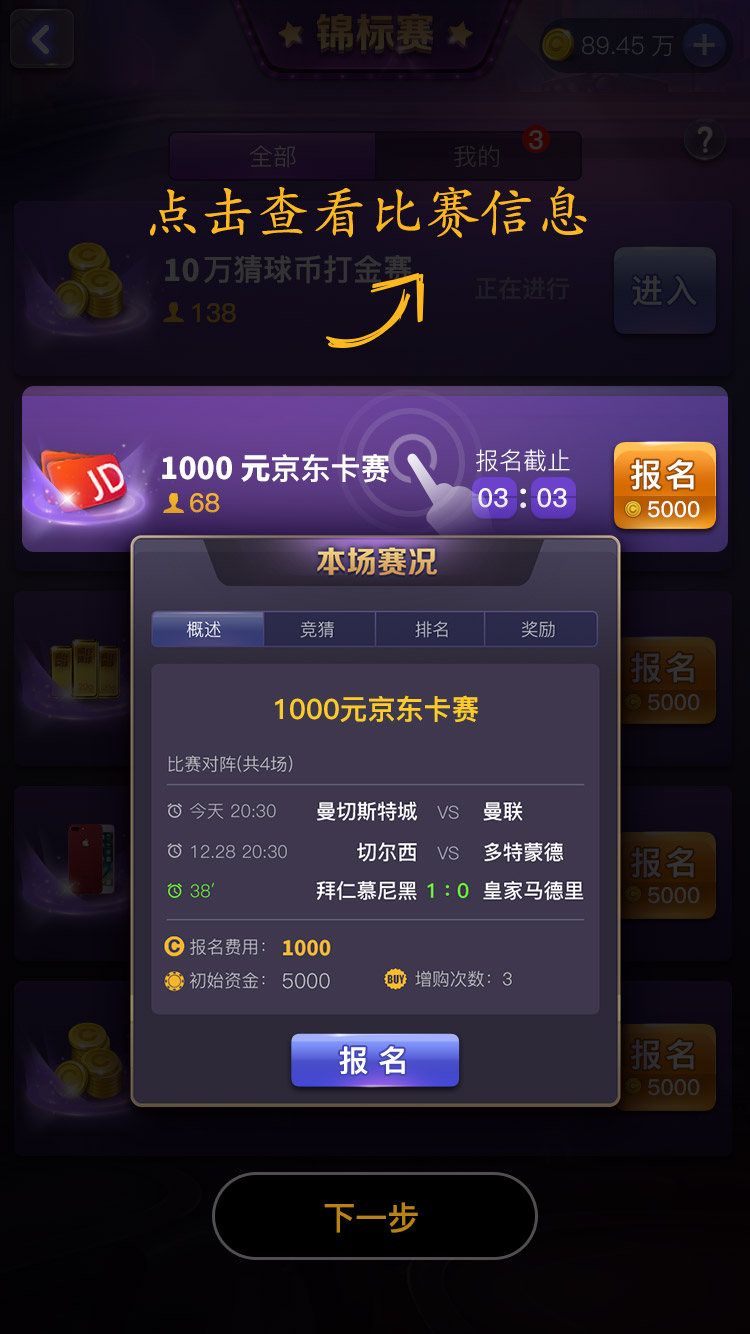 锦标赛
89.45 万
全部
我的
3
?
点击查看比赛信息
10万猜球币打金赛
138
正在进行
进入
JD
1000 元京东卡赛
68
报名截止
03 : 03
报名
5000
本场赛况
概述 竞猜 排名 奖励
1000元京东卡赛
比赛对阵(共4场)
今天 20:30 曼切斯特城 VS 曼联
12.28 20:30 切尔西 VS 多特蒙德
38′ 拜仁慕尼黑 1 : 0 皇家马德里
报名费用: 1000
初始资金: 5000
BUY 增购次数: 3
报 名
报名
5000
报名
5000
报名
5000
下一步